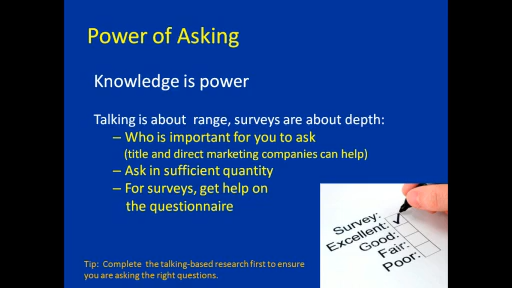 Power of Asking
Knowledge is power
Talking is about range, surveys are about depth:
– Who is important for you to ask
(title and direct marketing companies can help)
– Ask in sufficient quantity
– For surveys, get help on
the questionnaire
Survey:
Excellent:
Good:
Fair:
Poor:
Tip: Complete the talking-based research first to ensure
you are asking the right questions.